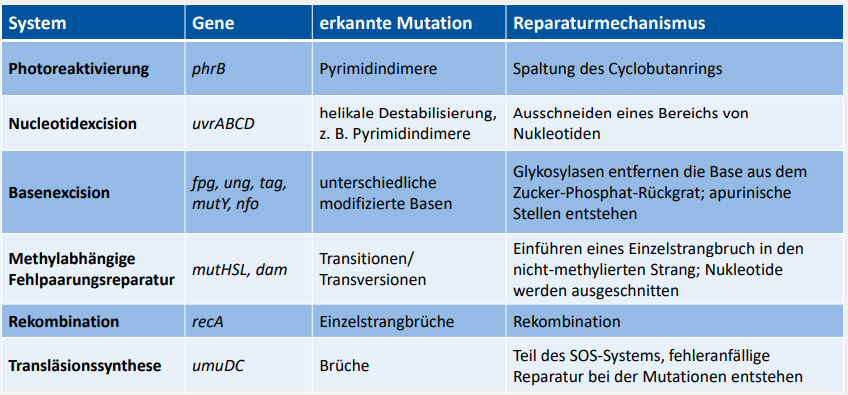 System Gene erkannte Mutation Reparaturmechanismus
Photoreaktivierung phrB Pyrimidindimere Spaltung des Cyclobutanrings
Nucleotidexcision uvrABCD helikale Destabilisierung,
z. B. Pyrimidindimere Ausschneiden eines Bereichs von
Nukleotiden
Basenexcision fpg, ung, tag,
mutY, nfo unterschiedliche
modifizierte Basen Glykosylasen entfernen die Base aus dem
Zucker-Phosphat-Rückgrat; apurinische
Stellen entstehen
Methylabhängige
Fehlpaarungsreparatur mutHSL, dam Transitionen/
Transversionen Einführen eines Einzelstrangbruch in den
nicht-methylierten Strang; Nukleotide
werden ausgeschnitten
Rekombination recA Einzelstrangbrüche Rekombination
Transläsionssynthese umuDC Brüche Teil des SOS-Systems, fehleranfällige
Reparatur bei der Mutationen entstehen